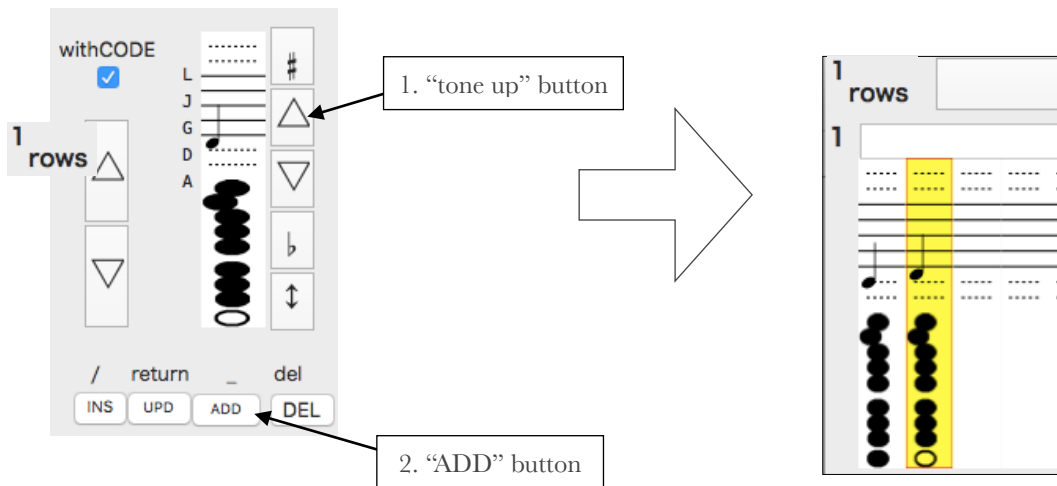 withCODE
L
J
G
D
A
♯
♭
1
rows
/ return _ del
INS UPD ADD DEL
1. “tone up” button
2. “ADD” button
1
rows
1